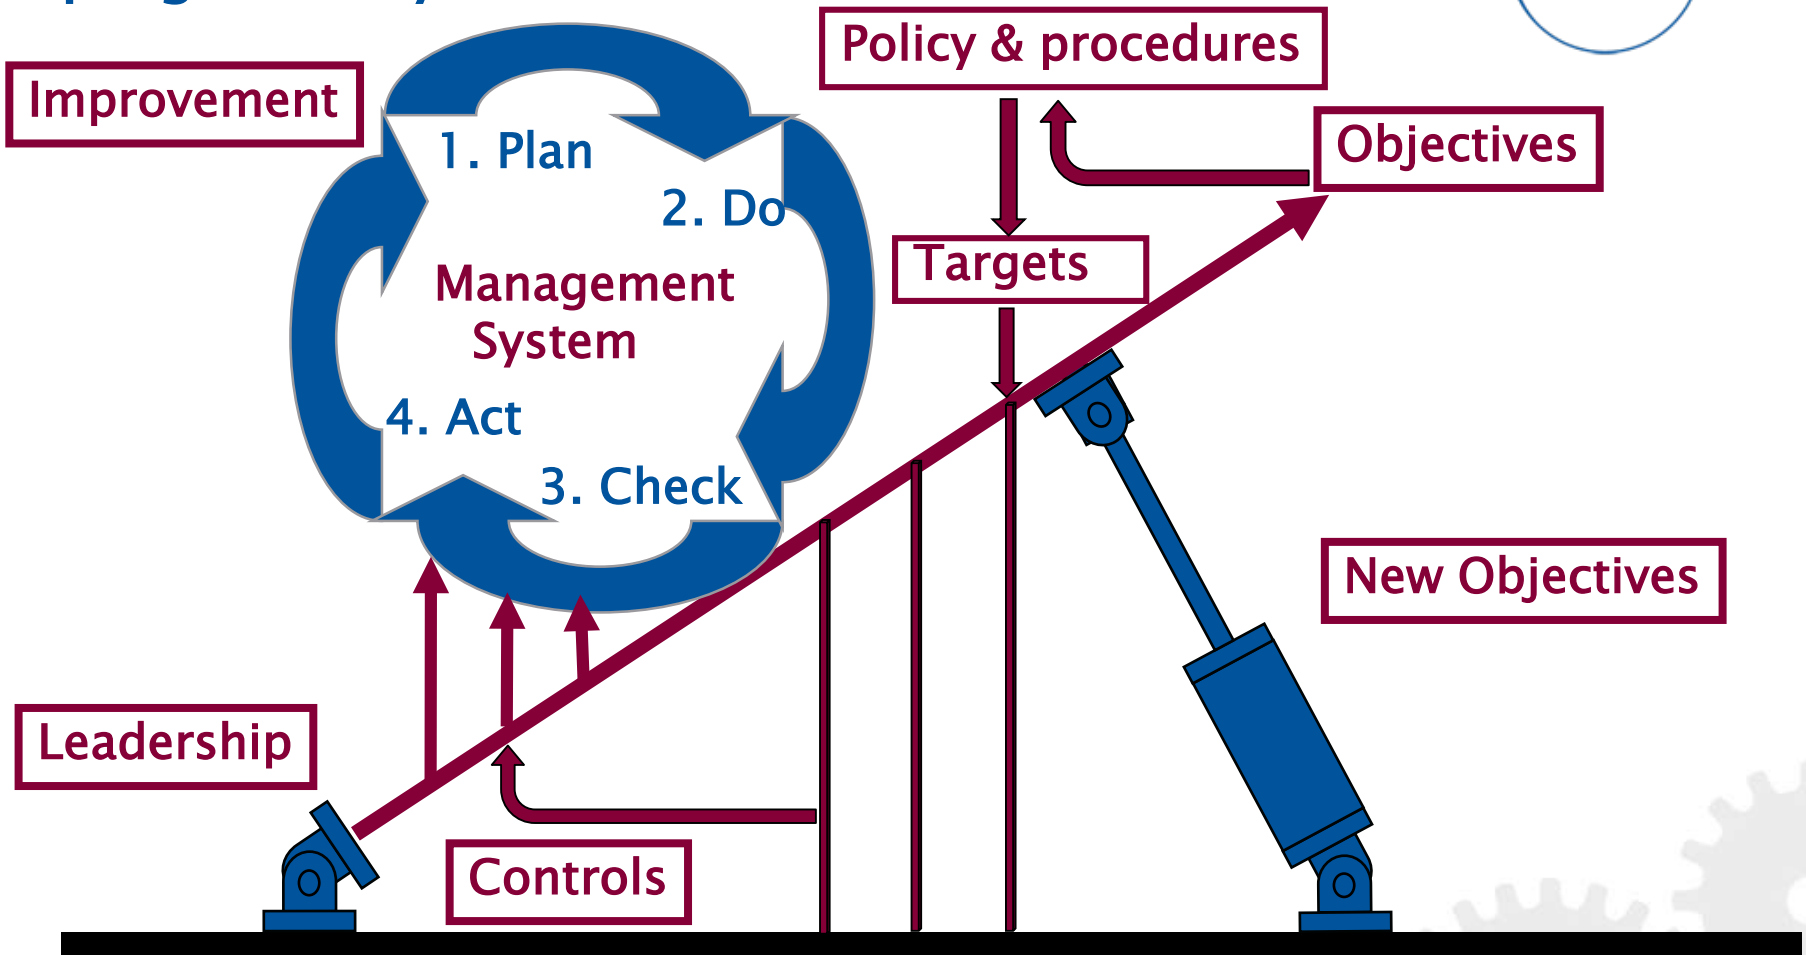 Policy & procedures
Improvement
Objectives
1. Plan
2. Do
Targets
Management
System
4. Act
3. Check
New Objectives
Leadership
Controls